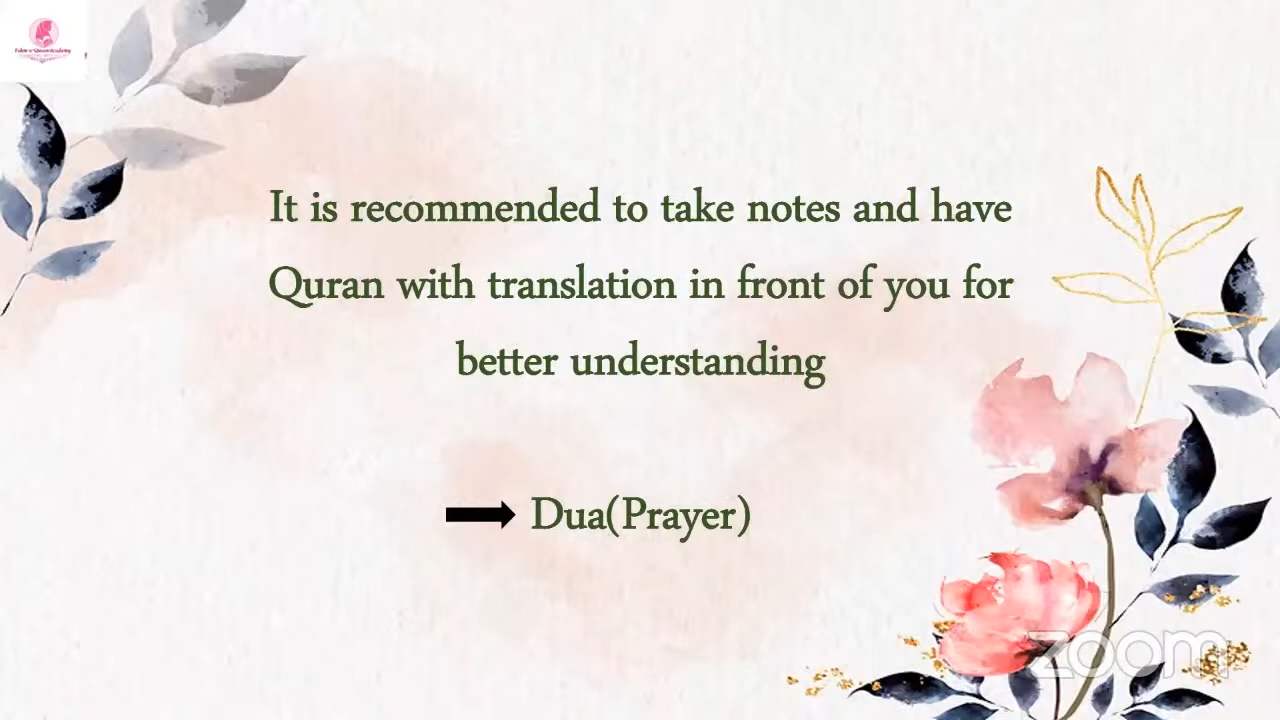 It is recommended to take notes and have
Quran with translation in front of you for
better understanding
Dua(Prayer)
zoom